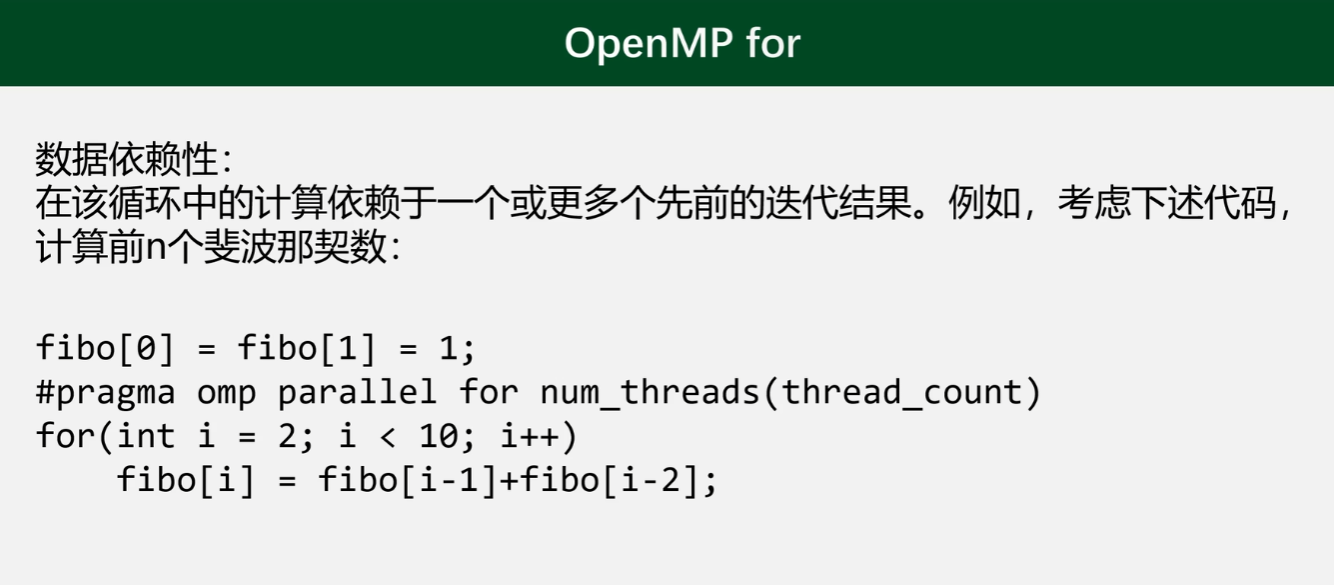 OpenMP for
数据依赖性：
在该循环中的计算依赖于一个或更多个先前的迭代结果。例如，考虑下述代码，
计算前n个斐波那契数：
fibo[0] = fibo[1] = 1;
#pragma omp parallel for num_threads(thread_count)
for(int i = 2; i < 10; i++)
    fibo[i] = fibo[i-1]+fibo[i-2];